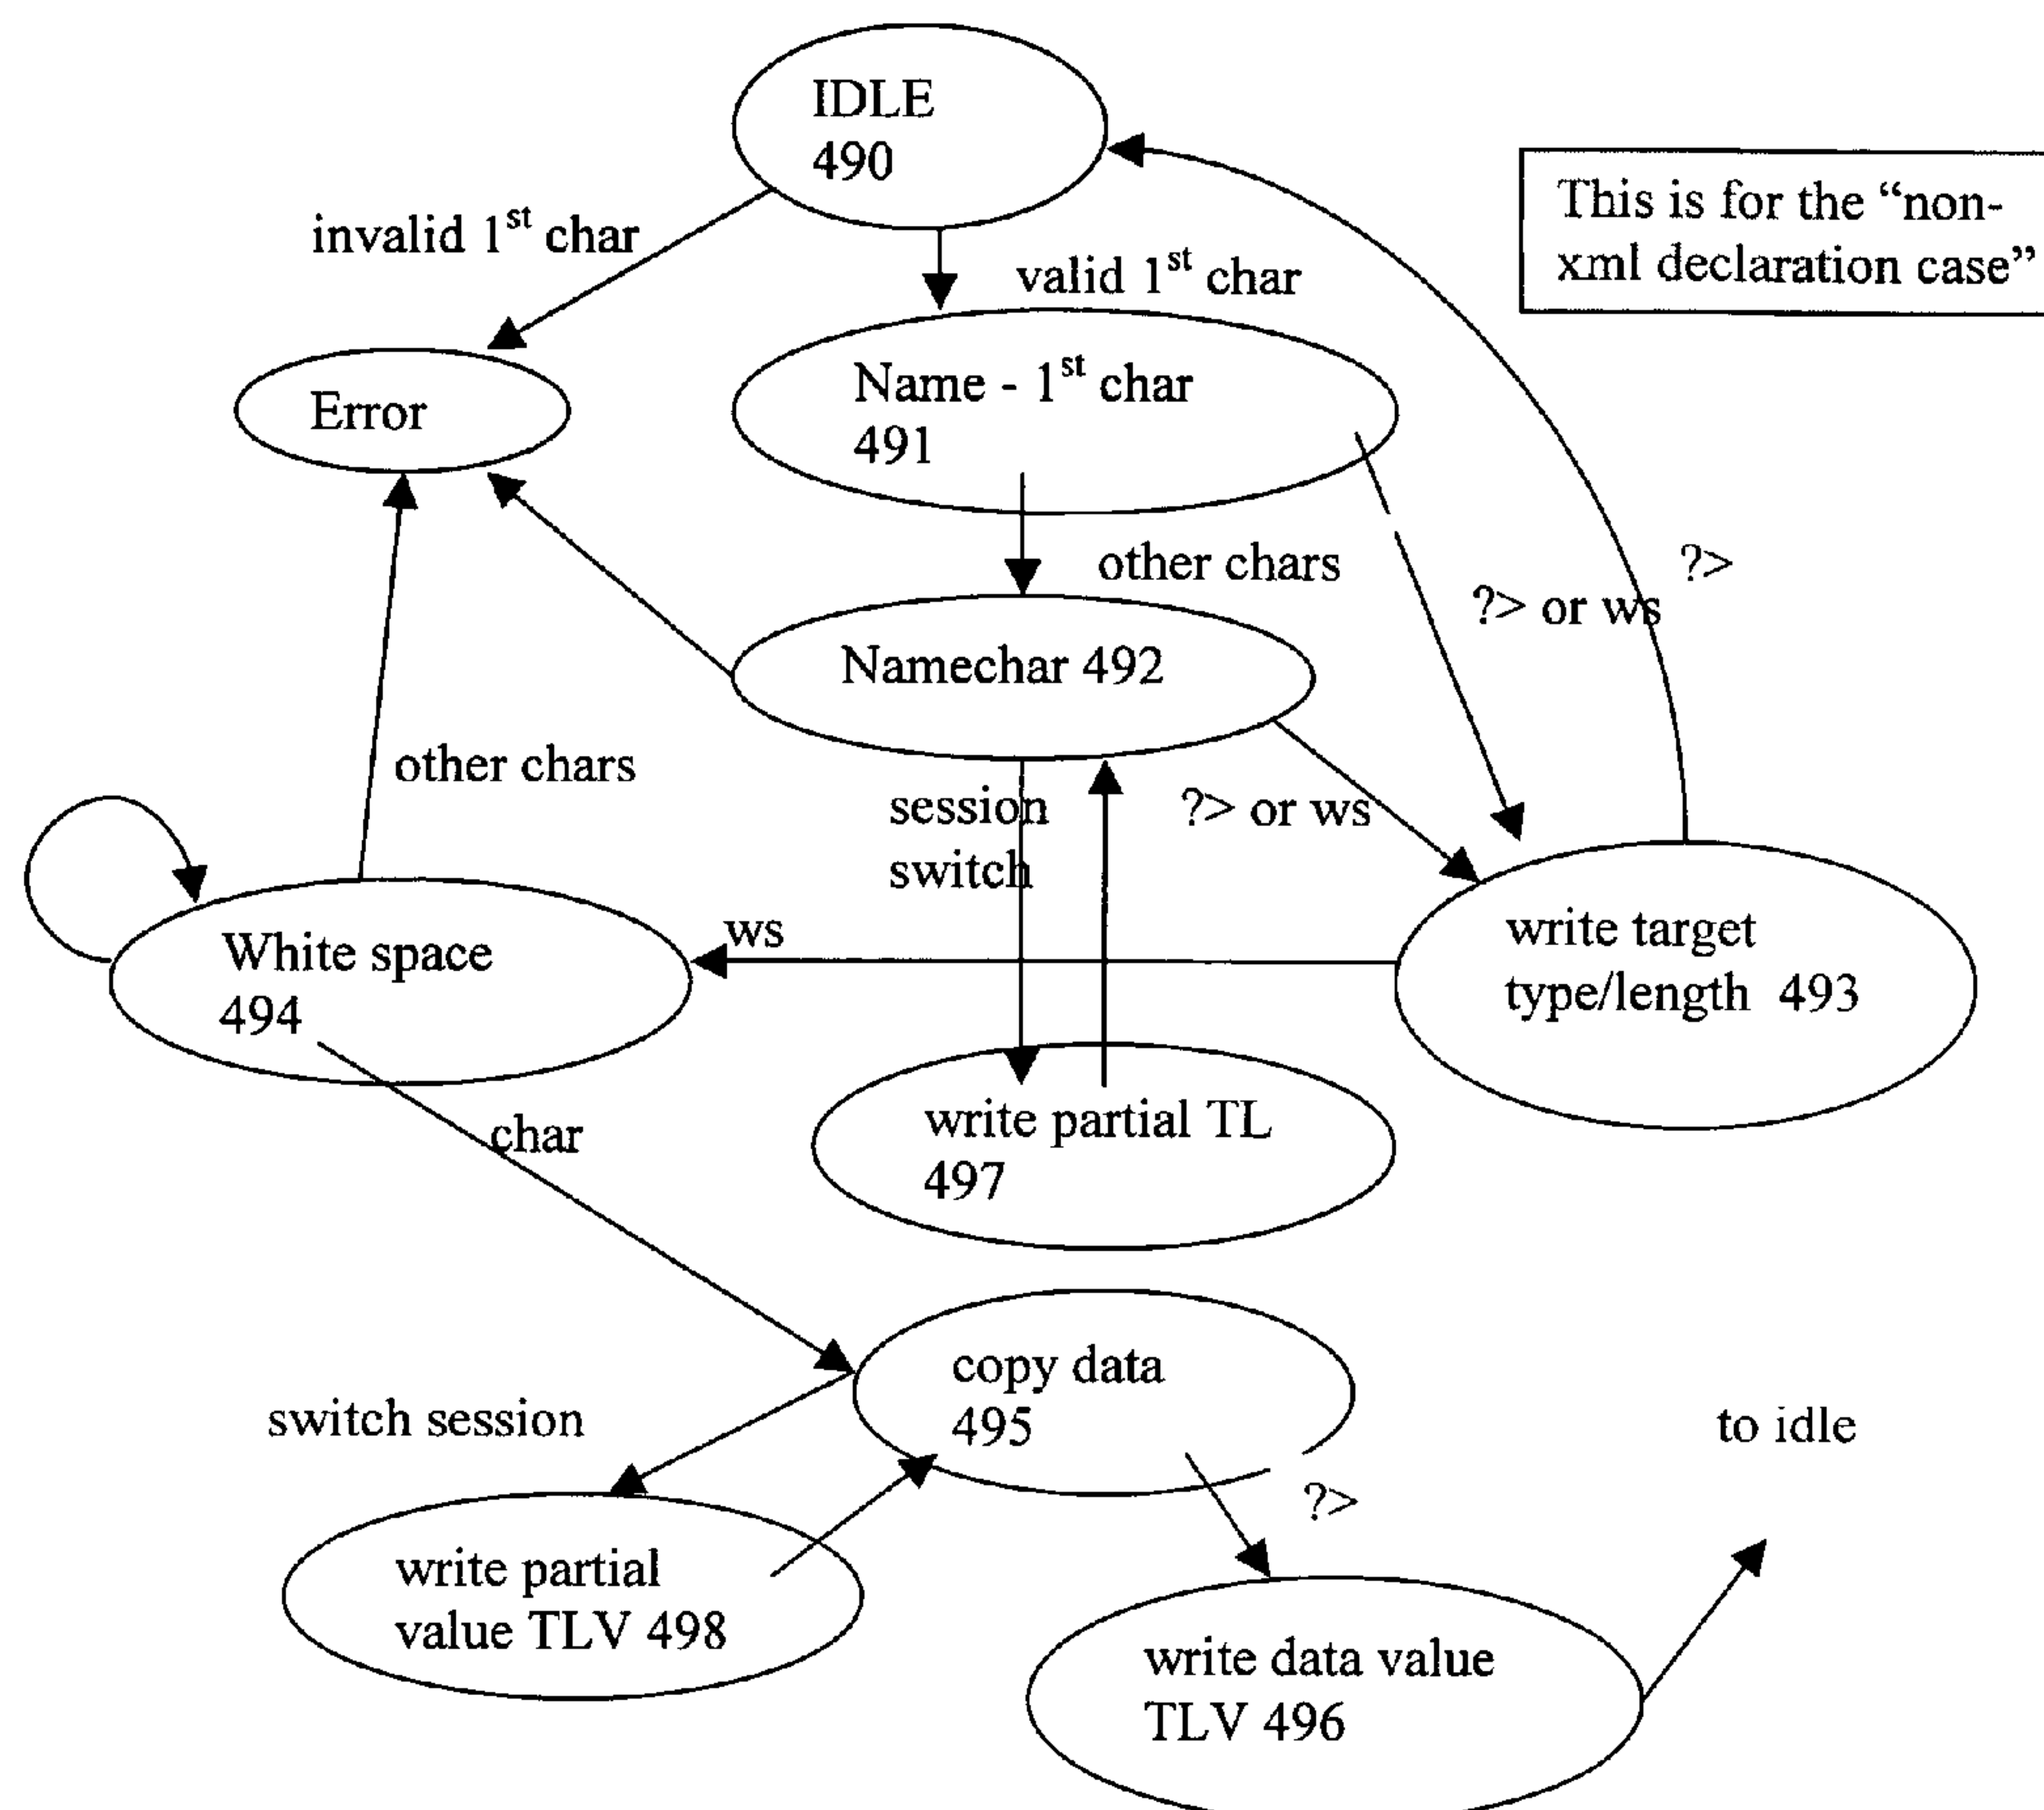 IDLE
490
This is for the “non-
xml declaration case”
invalid 1st char
valid 1st char
Name - 1st char
491
Error
other chars
?>
?> or ws
Namechar 492
other chars
session
switch
?> or ws
ws
White space
494
write target
type/length 493
char
write partial TL
497
copy data
495
switch session
to idle
?>
write partial
value TLV 498
write data value
TLV 496